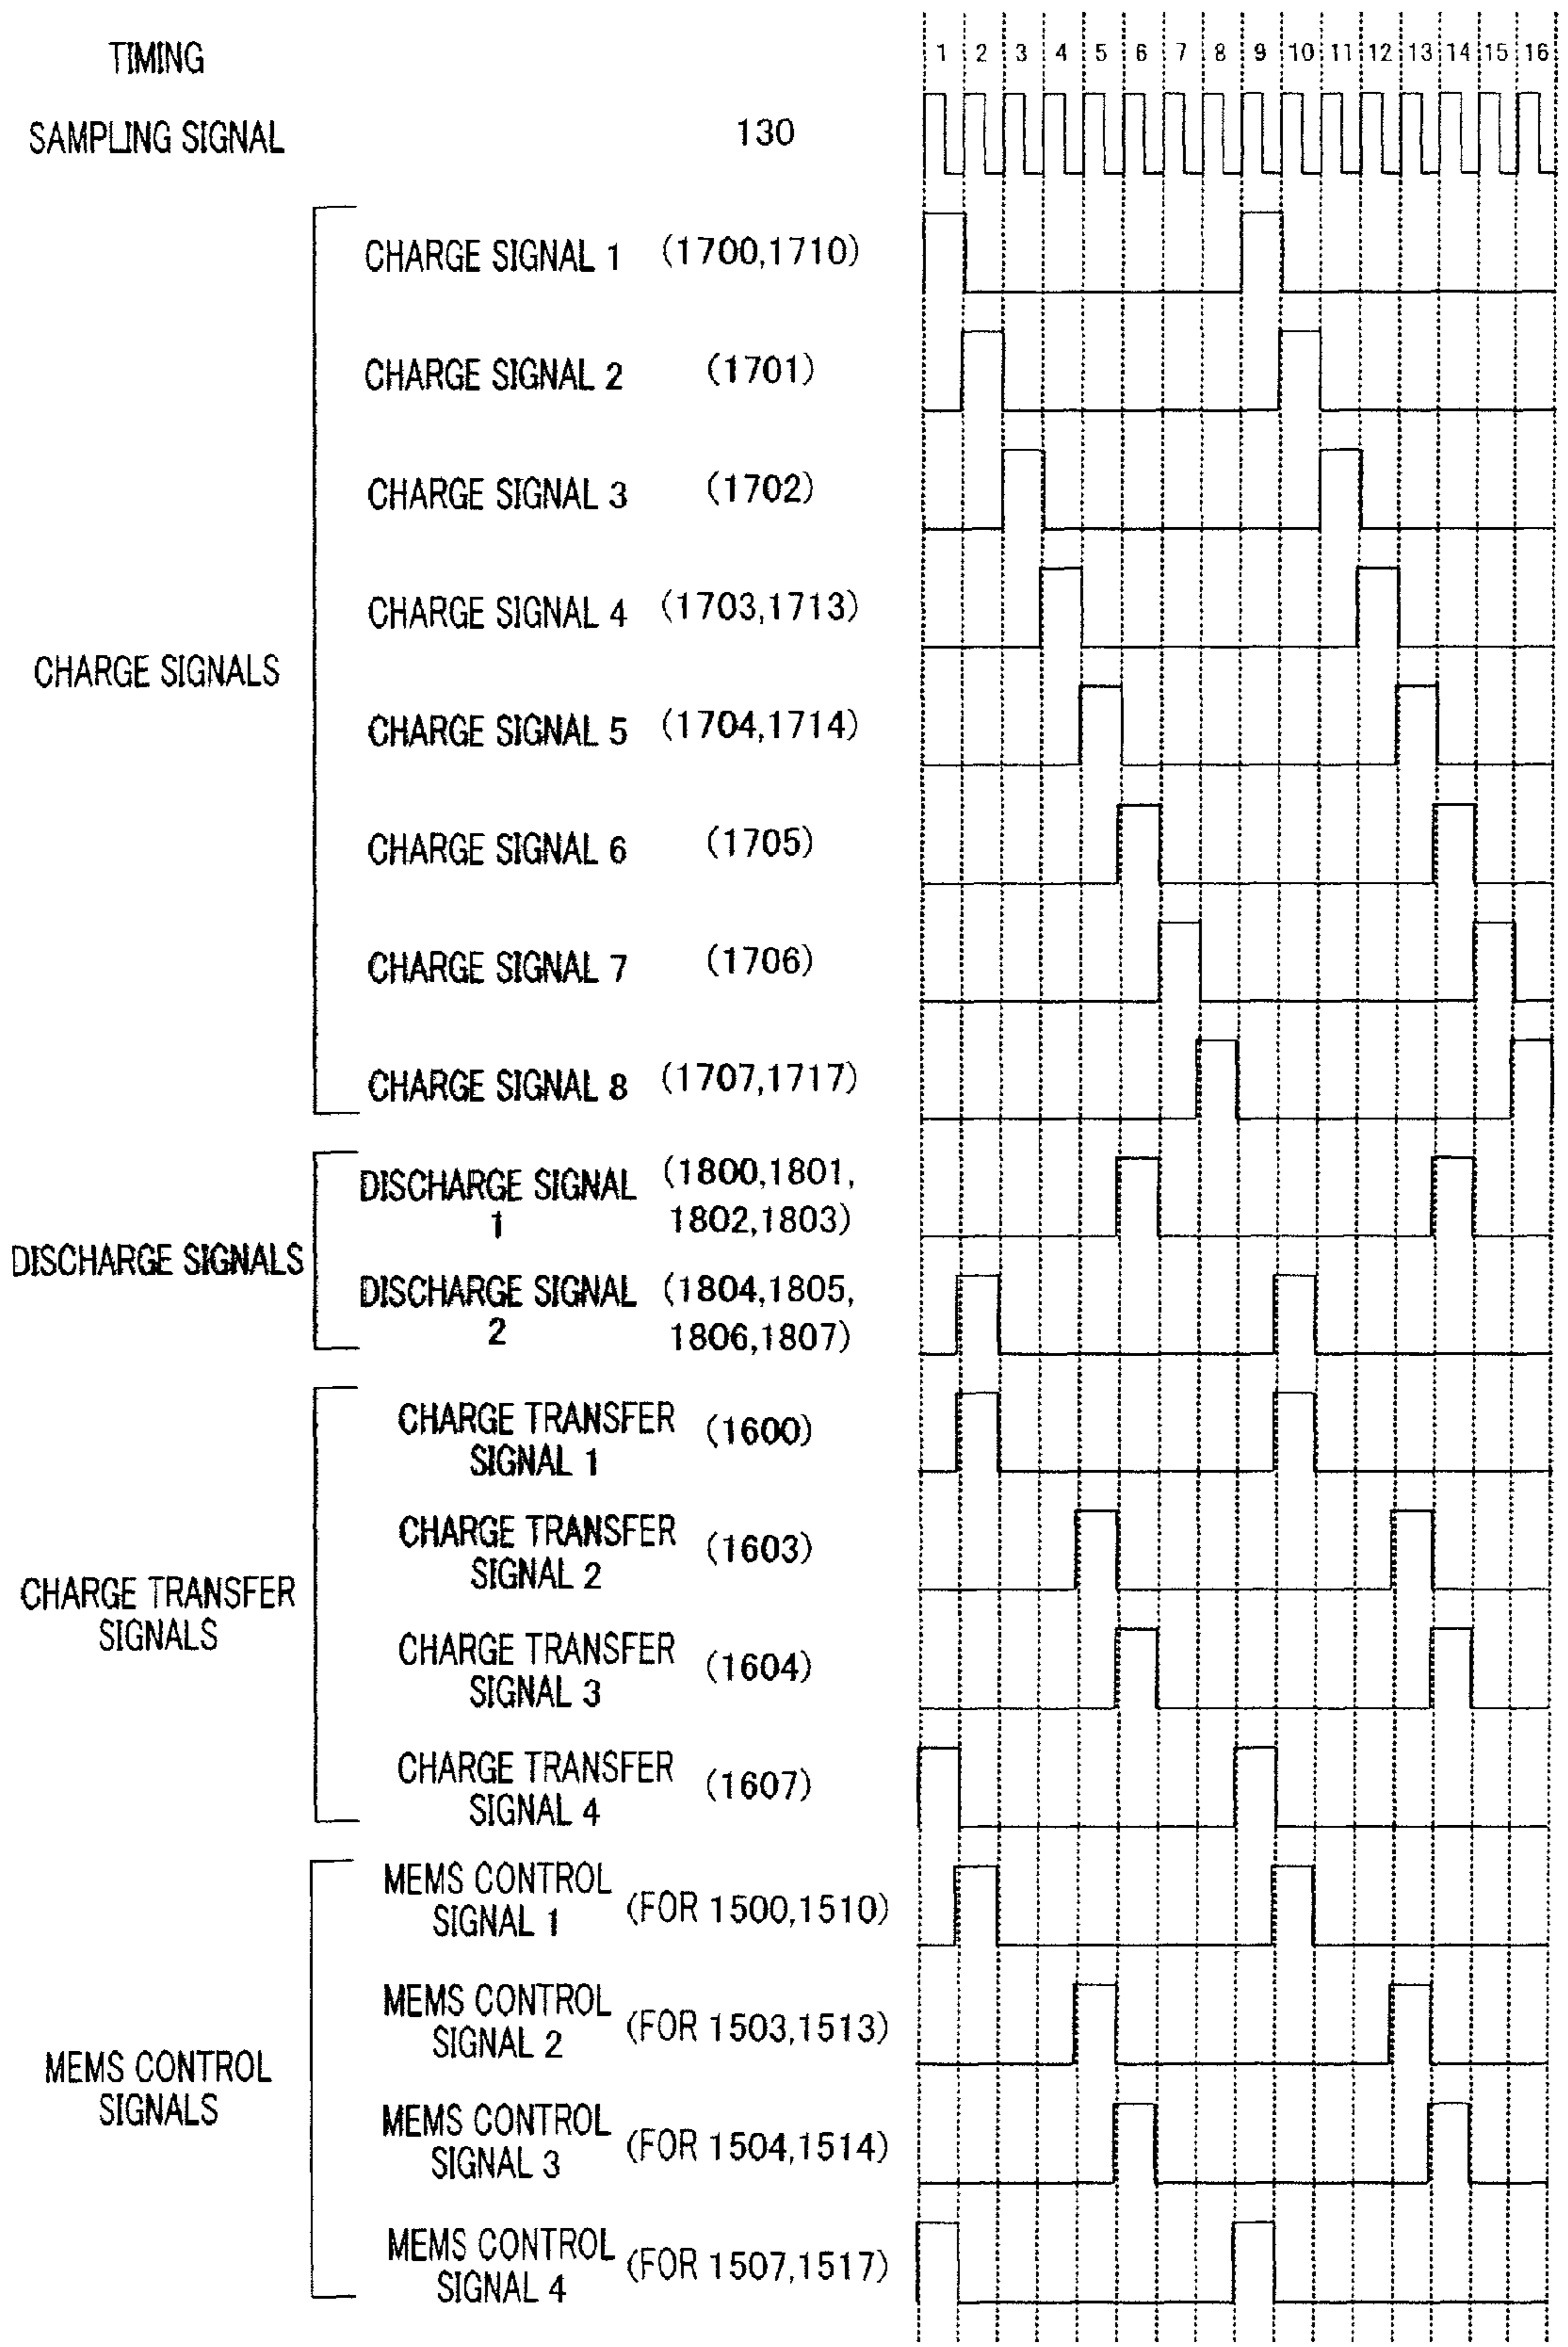 TIMING 1 2 3 4 5 6 7 8 9 10 11 12 13 14 15 16
SAMPLING SIGNAL 130
CHARGE SIGNALS
CHARGE SIGNAL 1 (1700,1710)
CHARGE SIGNAL 2 (1701)
CHARGE SIGNAL 3 (1702)
CHARGE SIGNAL 4 (1703,1713)
CHARGE SIGNAL 5 (1704,1714)
CHARGE SIGNAL 6 (1705)
CHARGE SIGNAL 7 (1706)
CHARGE SIGNAL 8 (1707,1717)
DISCHARGE SIGNALS
DISCHARGE SIGNAL (1800,1801,
1 1802,1803)
DISCHARGE SIGNAL (1804,1805,
2 1806,1807)
CHARGE TRANSFER
SIGNALS
CHARGE TRANSFER
SIGNAL 1 (1600)
CHARGE TRANSFER
SIGNAL 2 (1603)
CHARGE TRANSFER
SIGNAL 3 (1604)
CHARGE TRANSFER
SIGNAL 4 (1607)
MEMS CONTROL
SIGNALS
MEMS CONTROL
SIGNAL 1 (FOR 1500,1510)
MEMS CONTROL
SIGNAL 2 (FOR 1503,1513)
MEMS CONTROL
SIGNAL 3 (FOR 1504,1514)
MEMS CONTROL
SIGNAL 4 (FOR 1507,1517)